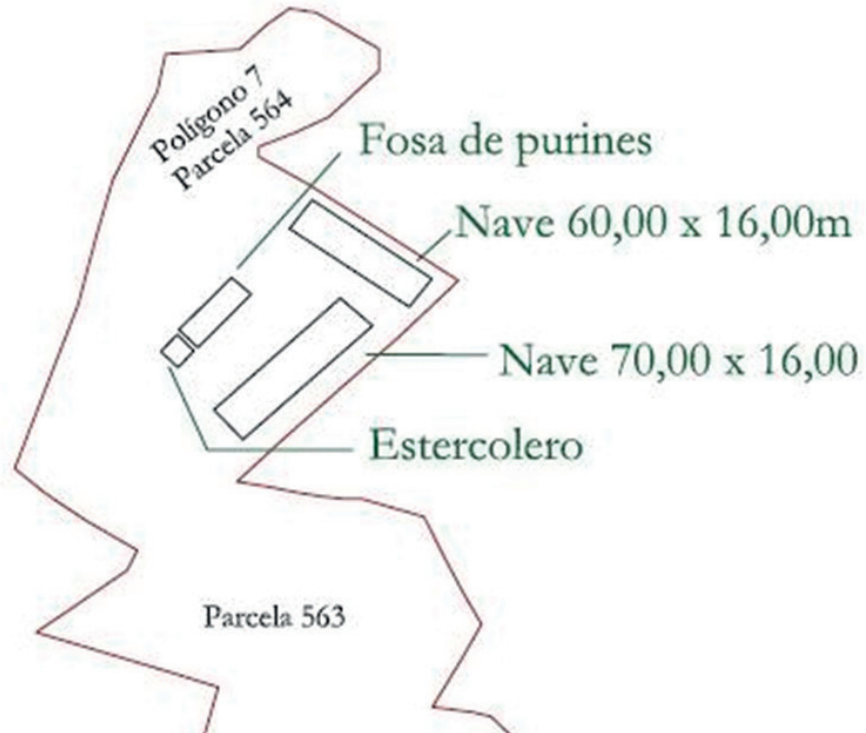 Polígono 7
Parcela 564
Fosa de purines
Nave 60,00 x 16,00m
Nave 70,00 x 16,00
Estercolero
Parcela 563